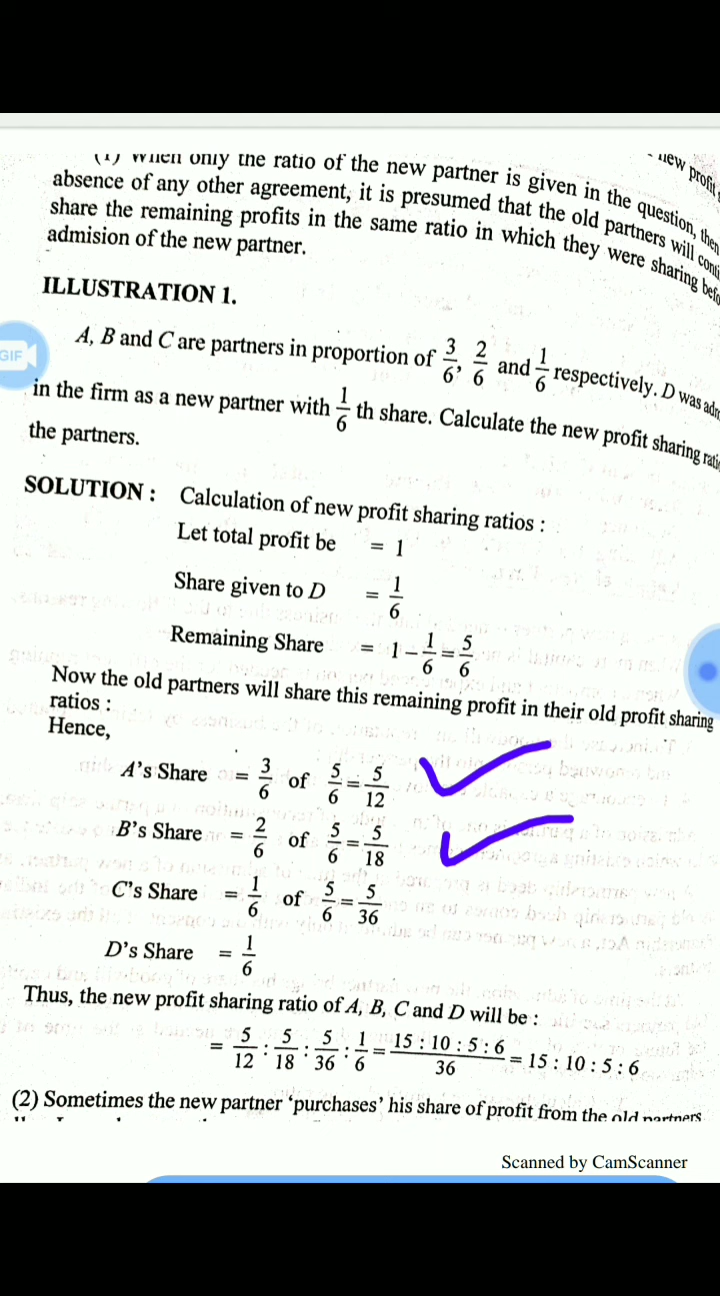 (1) When only the ratio of the new partner is given in the question, then
absence of any other agreement, it is presumed that the old partners will
share the remaining profits in the same ratio in which they were sharing
admision of the new partner.
new profit
ILLUSTRATION 1.
A, B and C are partners in proportion of 3/6, 2/6 and 1/6 respectively. D was
in the firm as a new partner with 1/6 th share. Calculate the new profit sharing
the partners.
GIF
SOLUTION : Calculation of new profit sharing ratios :
Let total profit be = 1
Share given to D = 1/6
Remaining Share = 1 – 1/6 = 5/6
Now the old partners will share this remaining profit in their old profit sharing
ratios :
Hence,
A's Share = 3/6 of 5/6 = 5/12
B's Share = 2/6 of 5/6 = 5/18
C's Share = 1/6 of 5/6 = 5/36
D's Share = 1/6
Thus, the new profit sharing ratio of A, B, C and D will be :
= 5/12 : 5/18 : 5/36 : 1/6 = 15 : 10 : 5 : 6/36 = 15 : 10 : 5 : 6
(2) Sometimes the new partner 'purchases' his share of profit from the old partners
Scanned by CamScanner